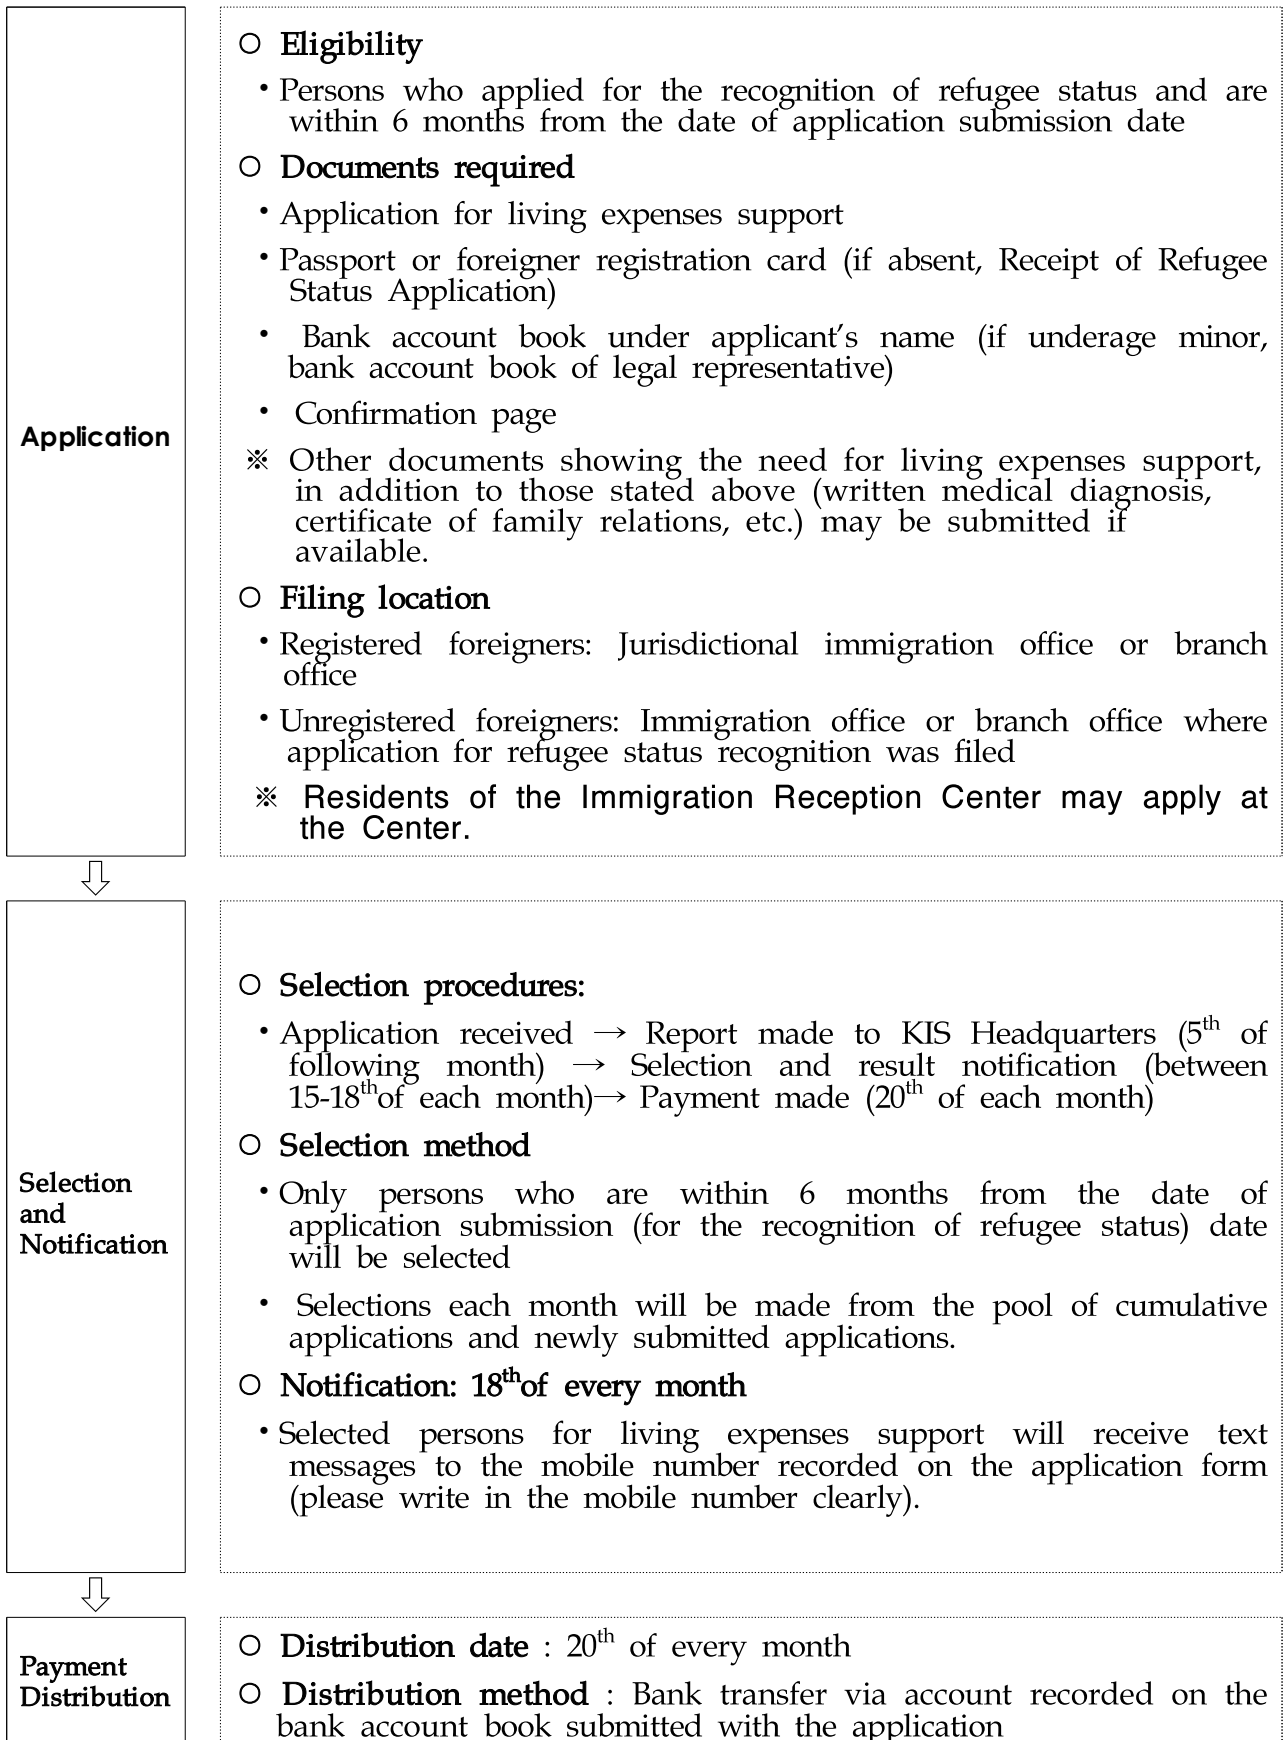 Application
○ Eligibility
· Persons who applied for the recognition of refugee status and are
within 6 months from the date of application submission date
○ Documents required
· Application for living expenses support
· Passport or foreigner registration card (if absent, Receipt of Refugee
Status Application)
· Bank account book under applicant's name (if underage minor,
bank account book of legal representative)
· Confirmation page
※ Other documents showing the need for living expenses support,
in addition to those stated above (written medical diagnosis,
certificate of family relations, etc.) may be submitted if
available.
○ Filing location
· Registered foreigners: Jurisdictional immigration office or branch
office
· Unregistered foreigners: Immigration office or branch office where
application for refugee status recognition was filed
※ Residents of the Immigration Reception Center may apply at
the Center.
Selection
and
Notification
○ Selection procedures:
· Application received → Report made to KIS Headquarters (5th of
following month) → Selection and result notification (between
15-18thof each month)→ Payment made (20th of each month)
○ Selection method
· Only persons who are within 6 months from the date of
application submission (for the recognition of refugee status) date
will be selected
· Selections each month will be made from the pool of cumulative
applications and newly submitted applications.
○ Notification: 18thof every month
· Selected persons for living expenses support will receive text
messages to the mobile number recorded on the application form
(please write in the mobile number clearly).
Payment
Distribution
○ Distribution date : 20th of every month
○ Distribution method : Bank transfer via account recorded on the
bank account book submitted with the application